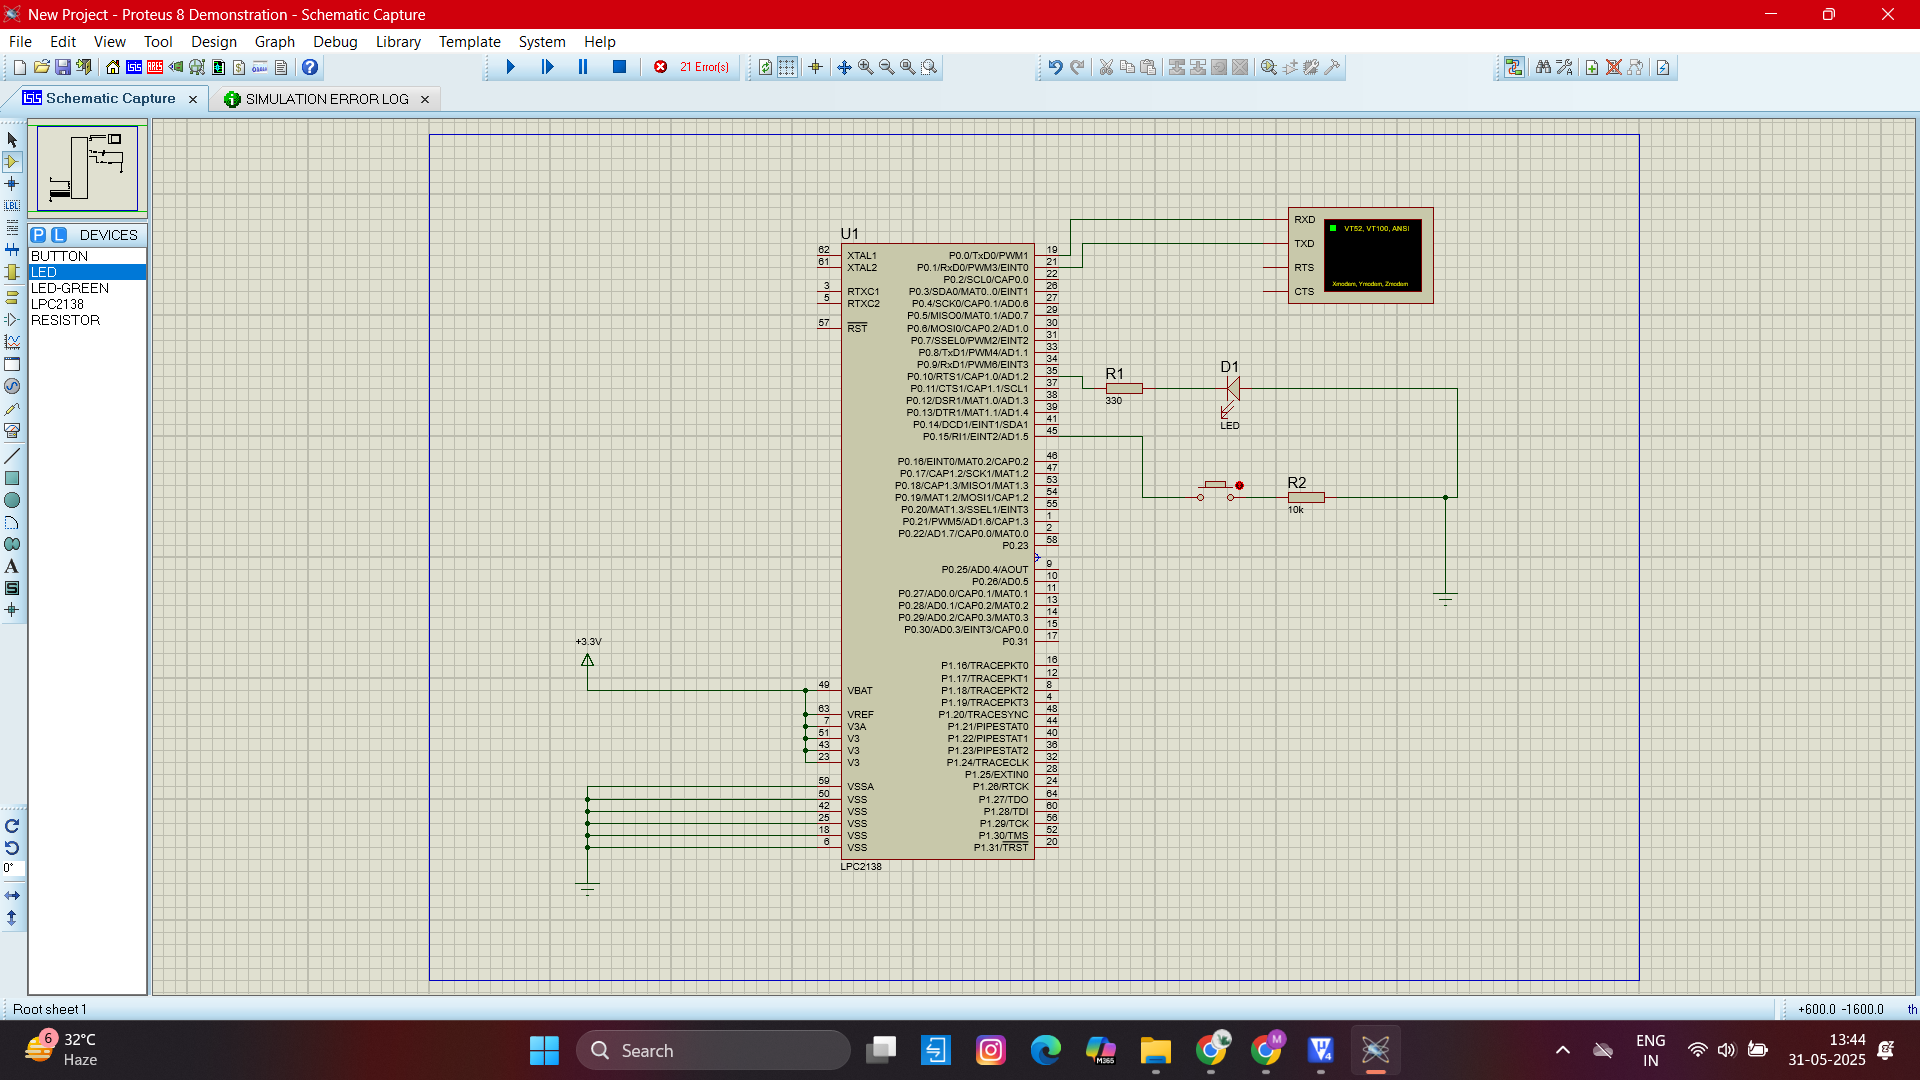 New Project - Proteus 8 Demonstration - Schematic Capture
File Edit View Tool Design Graph Debug Library Template System Help
21 Error(s)
Schematic Capture
SIMULATION ERROR LOG
P L DEVICES
BUTTON
LED
LED-GREEN
LPC2138
RESISTOR
LBL
A
S
0°
U1
62 XTAL1
61 XTAL2
3 RTXC1
5 RTXC2
57 RST
+3.3V
49 VBAT
63 VREF
7 V3A
51 V3
43 V3
23 V3
59 VSSA
50 VSS
42 VSS
25 VSS
18 VSS
6 VSS
LPC2138
P0.0/TxD0/PWM1 19
P0.1/RxD0/PWM3/EINT0 21
P0.2/SCL0/CAP0.0 22
P0.3/SDA0/MAT0..0/EINT1 26
P0.4/SCK0/CAP0.1/AD0.6 27
P0.5/MISO0/MAT0.1/AD0.7 29
P0.6/MOSI0/CAP0.2/AD1.0 30
P0.7/SSEL0/PWM2/EINT2 31
P0.8/TxD1/PWM4/AD1.1 33
P0.9/RxD1/PWM6/EINT3 34
P0.10/RTS1/CAP1.0/AD1.2 35
P0.11/CTS1/CAP1.1/SCL1 37
P0.12/DSR1/MAT1.0/AD1.3 38
P0.13/DTR1/MAT1.1/AD1.4 39
P0.14/DCD1/EINT1/SDA1 41
P0.15/RI1/EINT2/AD1.5 45
P0.16/EINT0/MAT0.2/CAP0.2 46
P0.17/CAP1.2/SCK1/MAT1.2 47
P0.18/CAP1.3/MISO1/MAT1.3 53
P0.19/MAT1.2/MOSI1/CAP1.2 54
P0.20/MAT1.3/SSEL1/EINT3 55
P0.21/PWM5/AD1.6/CAP1.3 1
P0.22/AD1.7/CAP0.0/MAT0.0 2
P0.23 58
P0.25/AD0.4/AOUT 9
P0.26/AD0.5 10
P0.27/AD0.0/CAP0.1/MAT0.1 11
P0.28/AD0.1/CAP0.2/MAT0.2 13
P0.29/AD0.2/CAP0.3/MAT0.3 14
P0.30/AD0.3/EINT3/CAP0.0 15
P0.31 17
P1.16/TRACEPKT0 16
P1.17/TRACEPKT1 12
P1.18/TRACEPKT2 8
P1.19/TRACEPKT3 4
P1.20/TRACESYNC 48
P1.21/PIPESTAT0 44
P1.22/PIPESTAT1 40
P1.23/PIPESTAT2 36
P1.24/TRACECLK 32
P1.25/EXTIN0 28
P1.26/RTCK 24
P1.27/TDO 64
P1.28/TDI 60
P1.29/TCK 56
P1.30/TMS 52
P1.31/TRST 20
RXD
TXD
RTS
CTS
VT52, VT100, ANSI
Xmodem, Ymodem, Zmodem
R1
330
D1
LED
R2
10k
Root sheet 1
+600.0 -1600.0 th
6
32°C
Haze
Search
M365
M
ENG
IN
13:44
31-05-2025